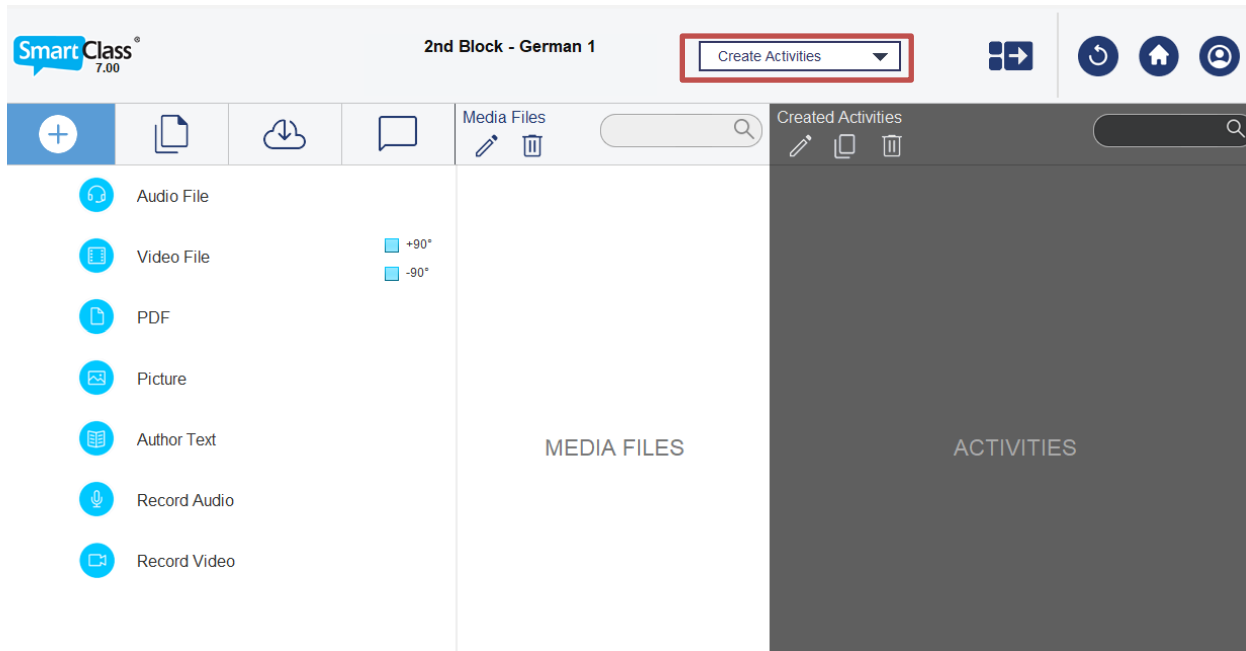 Smart Class®
7.00
2nd Block - German 1
Create Activities
Media Files
Created Activities
Audio File
Video File
+90°
-90°
PDF
Picture
Author Text
Record Audio
Record Video
MEDIA FILES
ACTIVITIES